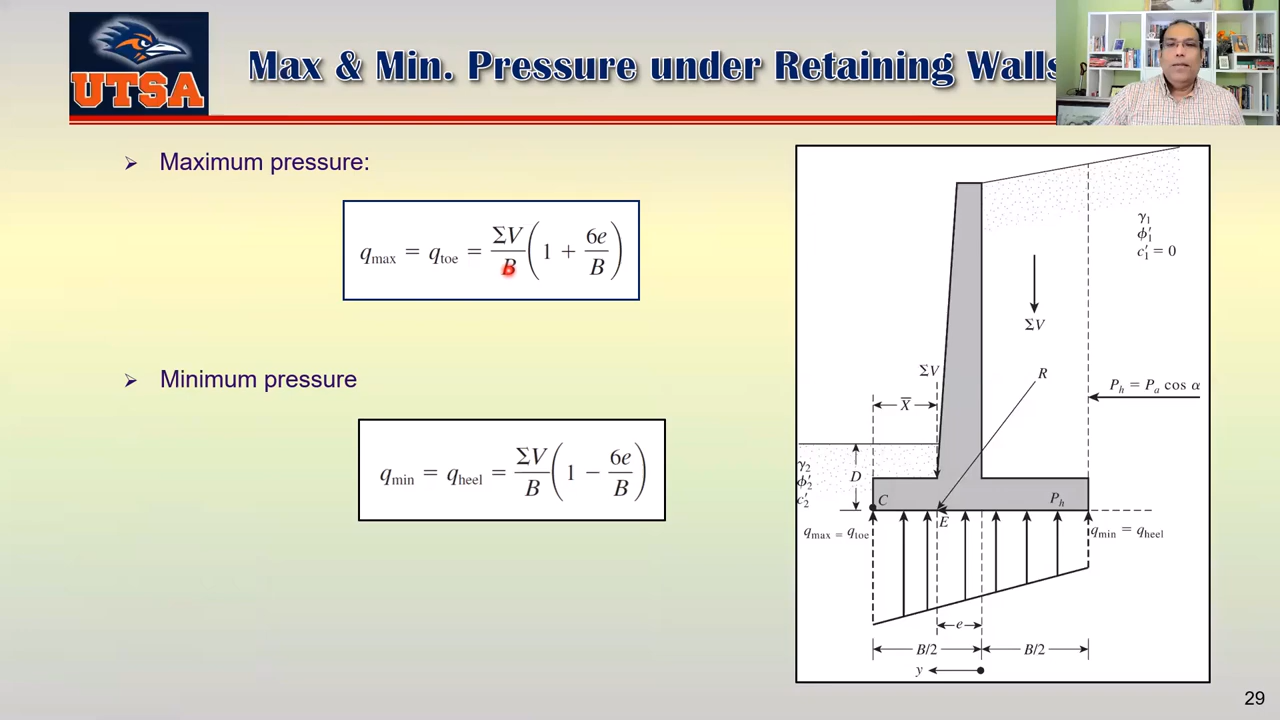 UTSA
Max & Min. Pressure under Retaining Walls
➢ Maximum pressure:
q_max = q_toe = ΣV/B (1 + 6e/B)
➢ Minimum pressure
q_min = q_heel = ΣV/B (1 − 6e/B)
γ₁
ϕ′₁
c′₁ = 0
ΣV
ΣV
R
P_h = P_a cos α
X̅
γ₂
ϕ′₂
c′₂
D
C
P_h
E
q_max = q_toe
q_min = q_heel
e
B/2
B/2
y
29